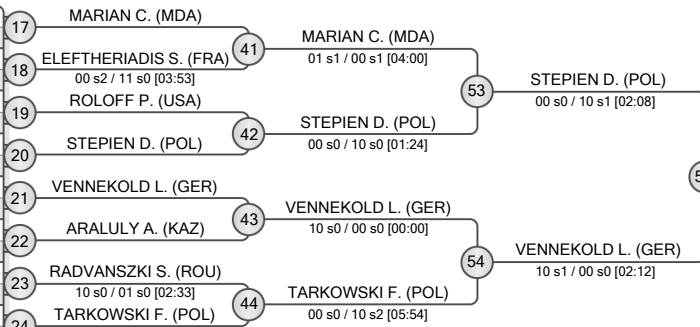 17
MARIAN C. (MDA)
18
ELEFTHERIADIS S. (FRA)
00 s2 / 11 s0 [03:53]
41
MARIAN C. (MDA)
01 s1 / 00 s1 [04:00]
19
ROLOFF P. (USA)
20
STEPIEN D. (POL)
42
STEPIEN D. (POL)
00 s0 / 10 s0 [01:24]
53
STEPIEN D. (POL)
00 s0 / 10 s1 [02:08]
21
VENNEKOLD L. (GER)
22
ARALULY A. (KAZ)
43
VENNEKOLD L. (GER)
10 s0 / 00 s0 [00:00]
23
RADVANSZKI S. (ROU)
10 s0 / 01 s0 [02:33]
24
TARKOWSKI F. (POL)
44
TARKOWSKI F. (POL)
00 s0 / 10 s2 [05:54]
54
VENNEKOLD L. (GER)
10 s1 / 00 s0 [02:12]